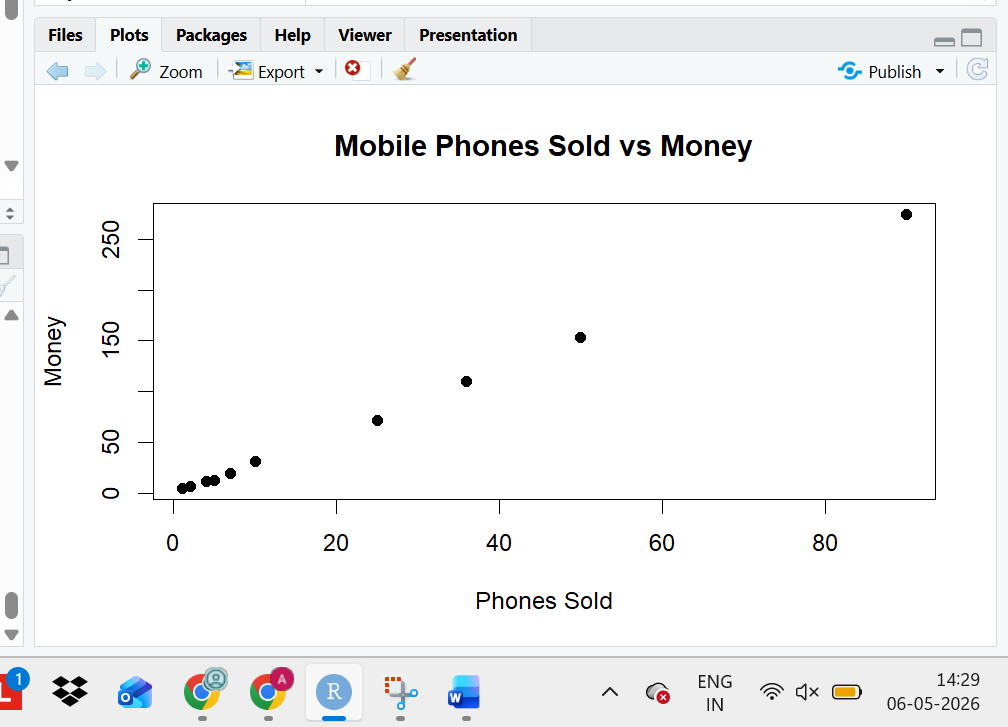 Files Plots Packages Help Viewer Presentation
Zoom Export Publish
Mobile Phones Sold vs Money
250
150
50
0
Money
0 20 40 60 80
Phones Sold
1
L
A
R
O
W
ENG
IN
14:29
06-05-2026